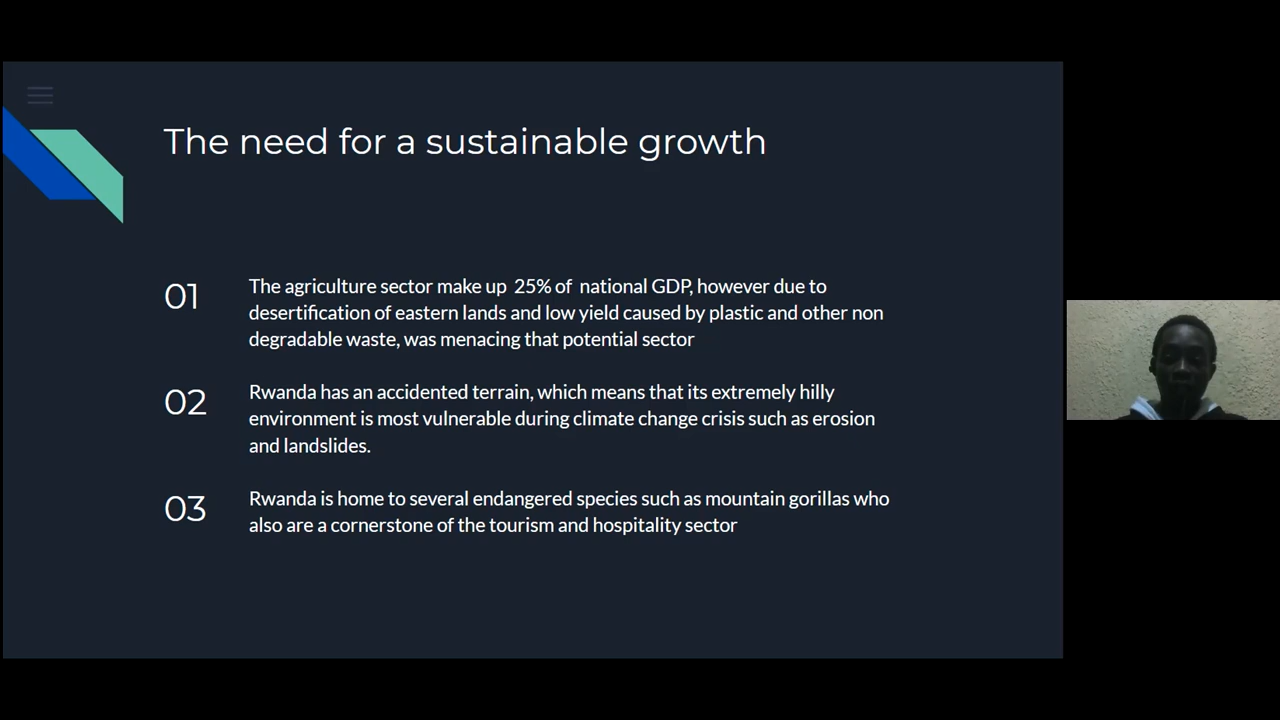 The need for a sustainable growth
01
The agriculture sector make up 25% of national GDP, however due to
desertification of eastern lands and low yield caused by plastic and other non
degradable waste, was menacing that potential sector
02
Rwanda has an accidented terrain, which means that its extremely hilly
environment is most vulnerable during climate change crisis such as erosion
and landslides.
03
Rwanda is home to several endangered species such as mountain gorillas who
also are a cornerstone of the tourism and hospitality sector